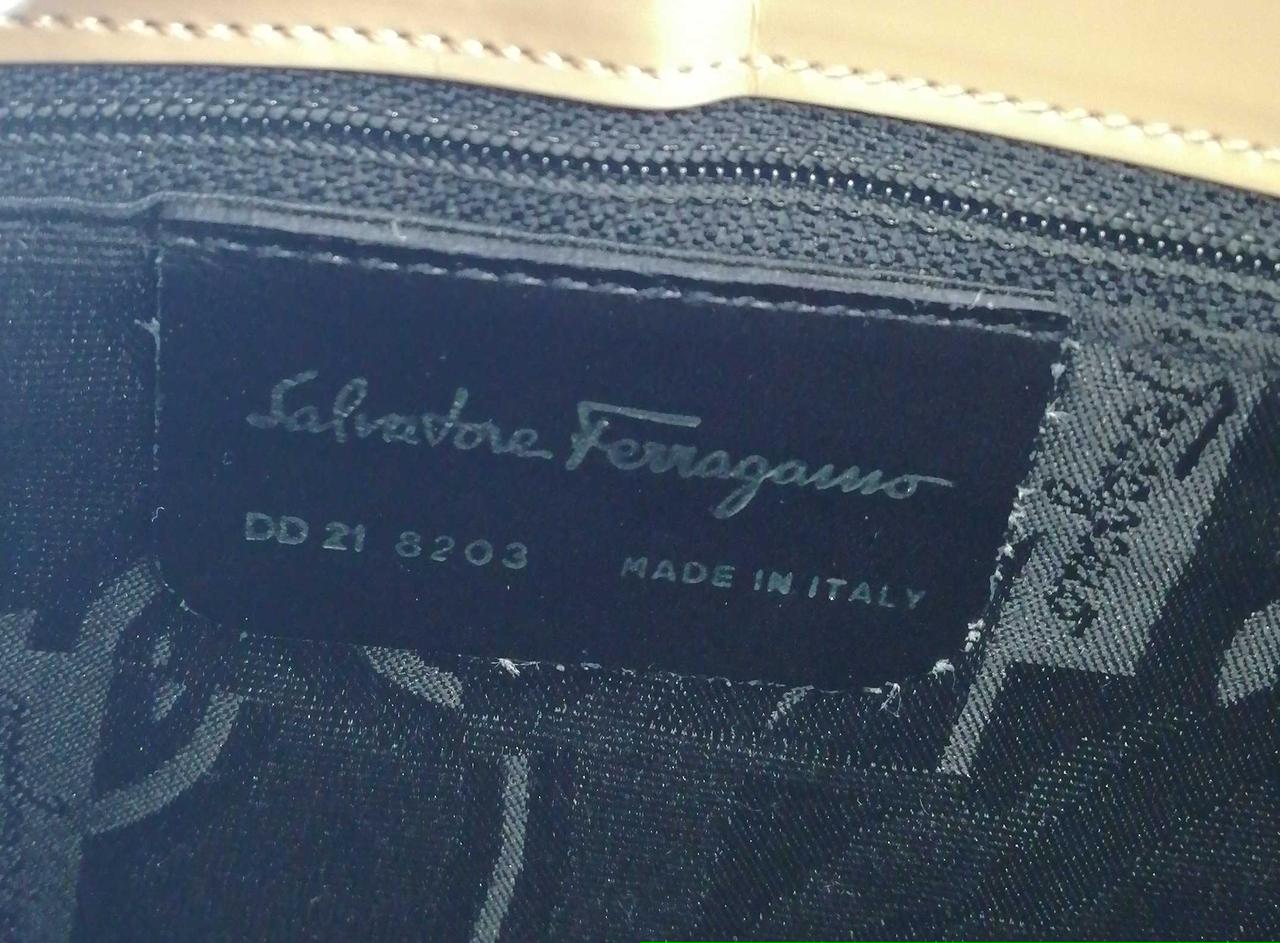 Salvatore Ferragamo
DD 21 8203 MADE IN ITALY